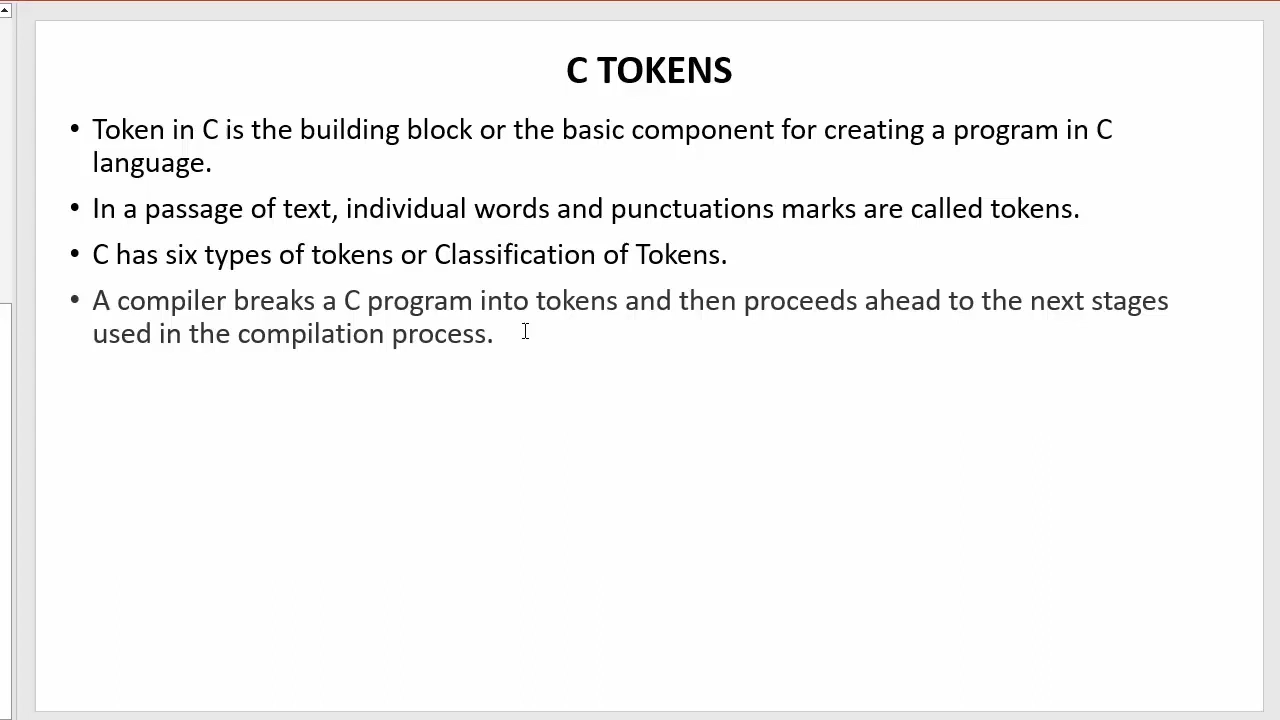 C TOKENS
• Token in C is the building block or the basic component for creating a program in C
language.
• In a passage of text, individual words and punctuations marks are called tokens.
• C has six types of tokens or Classification of Tokens.
• A compiler breaks a C program into tokens and then proceeds ahead to the next stages
used in the compilation process.